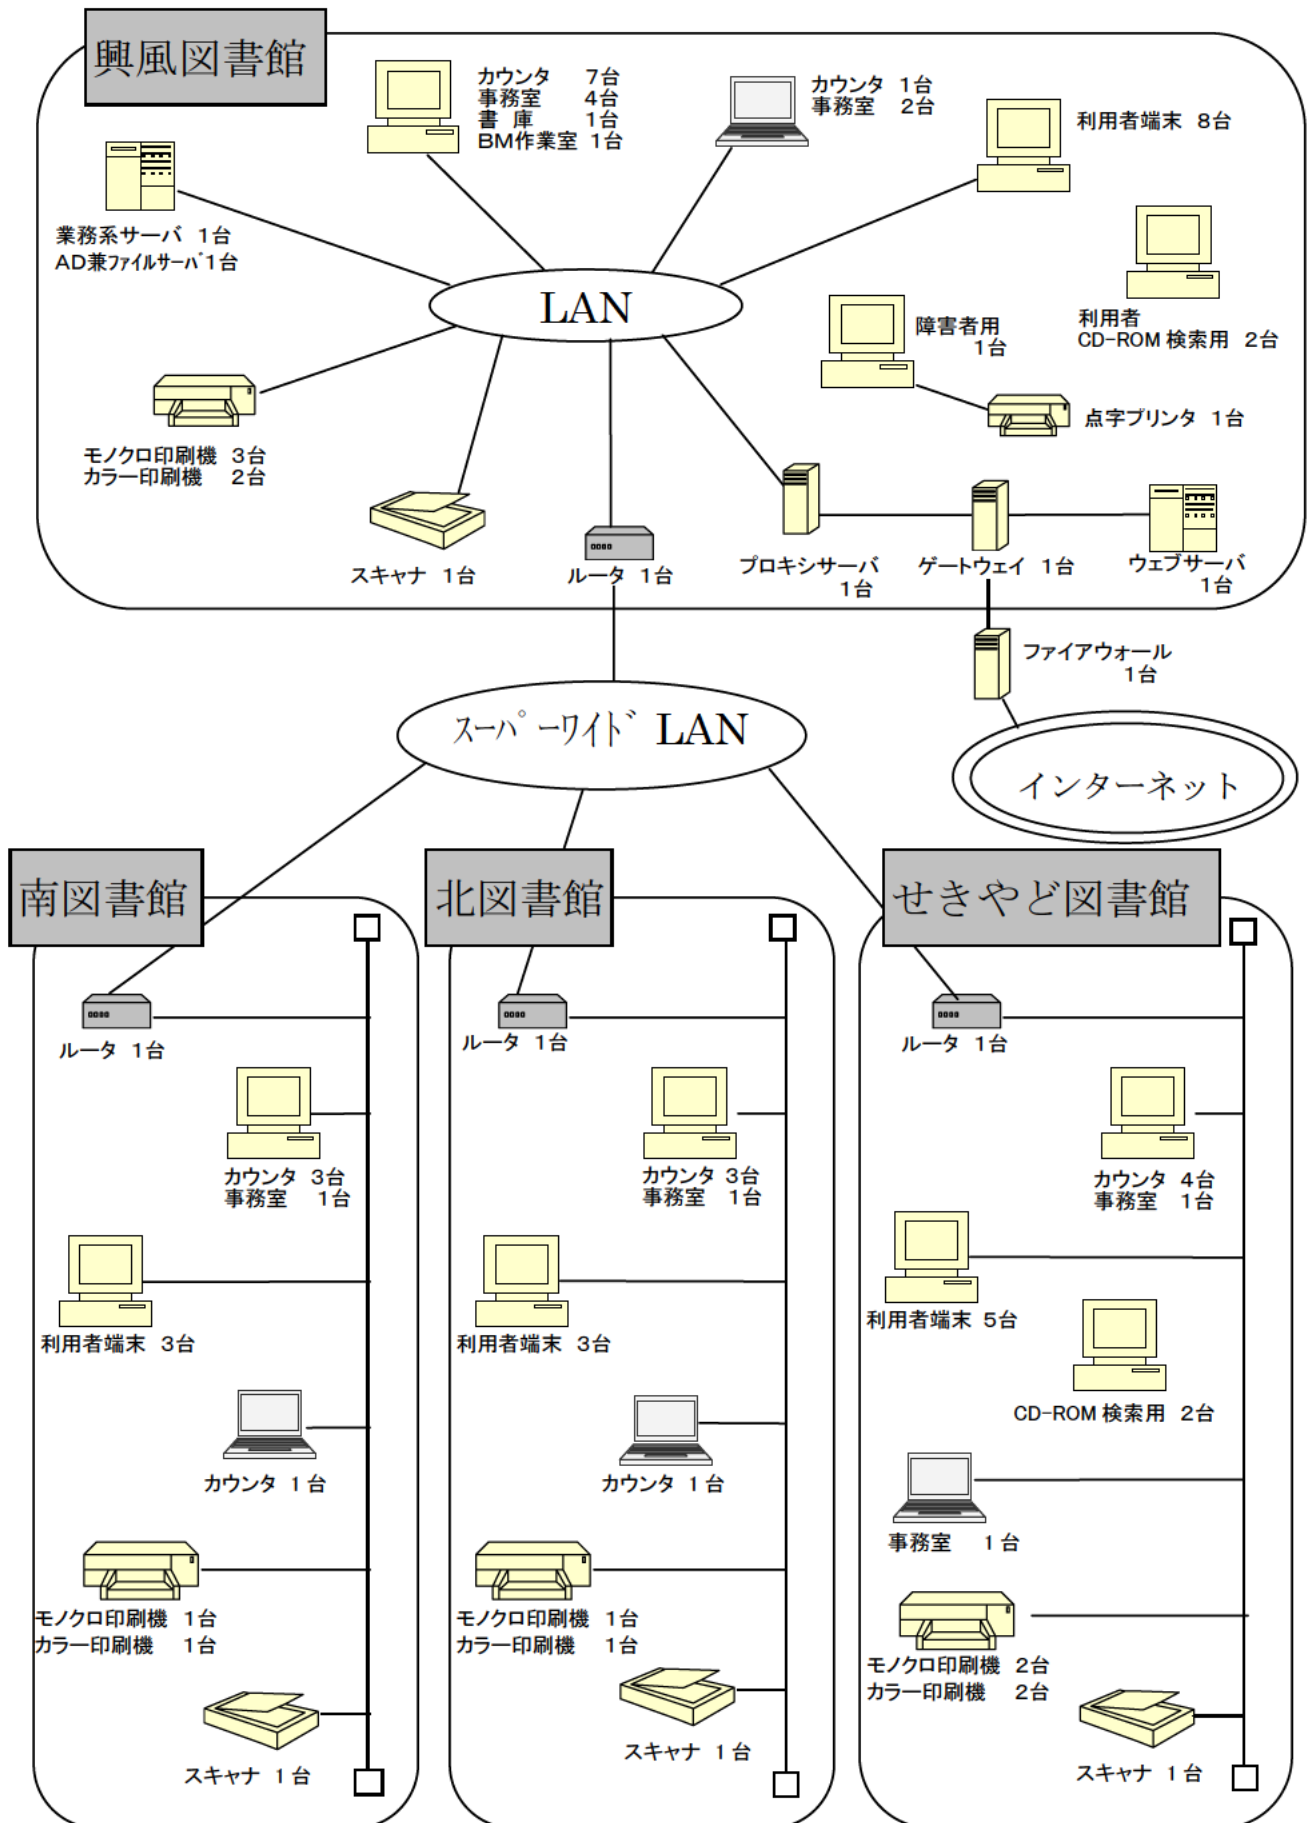 興風図書館
カウンタ 7台
事務室 4台
書 庫 1台
BM作業室 1台
カウンタ 1台
事務室 2台
利用者端末 8台
業務系サーバ 1台
AD兼ファイルサーバ1台
利用者
CD-ROM 検索用 2台
LAN
障害者用
1台
点字プリンタ 1台
モノクロ印刷機 3台
カラー印刷機 2台
スキャナ 1台
ルータ 1台
プロキシサーバ
1台
ゲートウェイ 1台
ウェブサーバ
1台
ファイアウォール
1台
スーパーワイド LAN
インターネット
南図書館
ルータ 1台
カウンタ 3台
事務室 1台
利用者端末 3台
カウンタ 1台
モノクロ印刷機 1台
カラー印刷機 1台
スキャナ 1台
北図書館
ルータ 1台
カウンタ 3台
事務室 1台
利用者端末 3台
カウンタ 1台
モノクロ印刷機 1台
カラー印刷機 1台
スキャナ 1台
せきやど図書館
ルータ 1台
カウンタ 4台
事務室 1台
利用者端末 5台
CD-ROM 検索用 2台
事務室 1台
モノクロ印刷機 2台
カラー印刷機 2台
スキャナ 1台